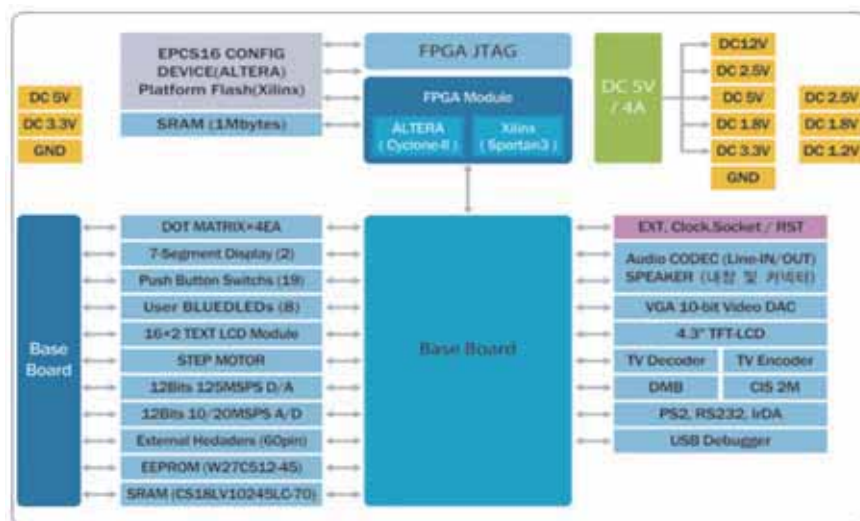 EPCS16 CONFIG
DEVICE(ALTERA)
Platform Flash(Xilinx)
SRAM (1Mbytes)
FPGA JTAG
FPGA Module
ALTERA
( Cyclone-II )
Xilinx
( Spartan3 )
DC 5V
DC 3.3V
GND
DC 5V
/ 4A
DC12V
DC 2.5V
DC 5V
DC 1.8V
DC 3.3V
GND
DC 2.5V
DC 1.8V
DC 1.2V
Base
Board
DOT MATRIX×4EA
7-Segment Display (2)
Push Button Switchs (19)
User BLUEDLEDs (8)
16×2 TEXT LCD Module
STEP MOTOR
12Bits 125MSPS D/A
12Bits 10/20MSPS A/D
External Hedaders (60pin)
EEPROM (W27C512-45)
SRAM (CS18LV10245LC-70)
Base Board
EXT, Clock,Socket / RST
Audio CODEC (Line-IN/OUT)
SPEAKER (내장 및 커넥터)
VGA 10-bit Video DAC
4.3" TFT-LCD
TV Decoder
TV Encoder
DMB
CIS 2M
PS2, RS232, IrDA
USB Debugger